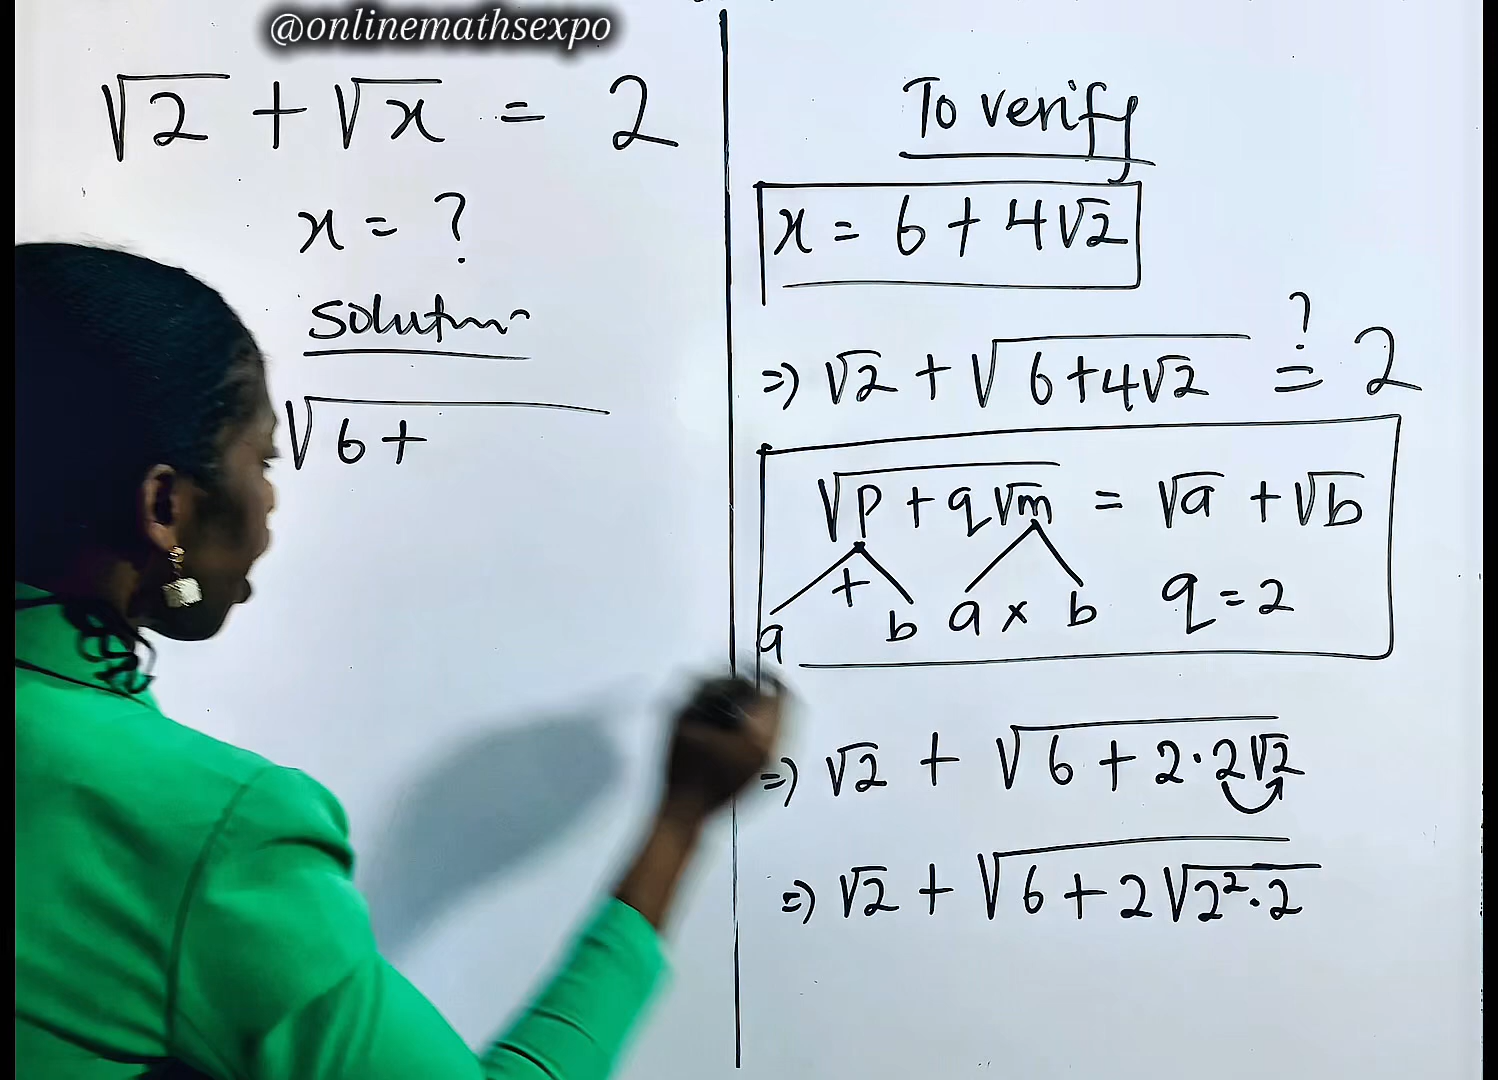 @onlinemathsexpo
√2 + √x = 2
x = ?
Solution
√(6 +
To verify
x = 6 + 4√2
⇒ √2 + √(6+4√2) ≟ 2
√(p + q√m) = √a + √b
+
a b a × b q = 2
⇒ √2 + √(6 + 2·2√2)
⇒ √2 + √(6 + 2√(2²·2))